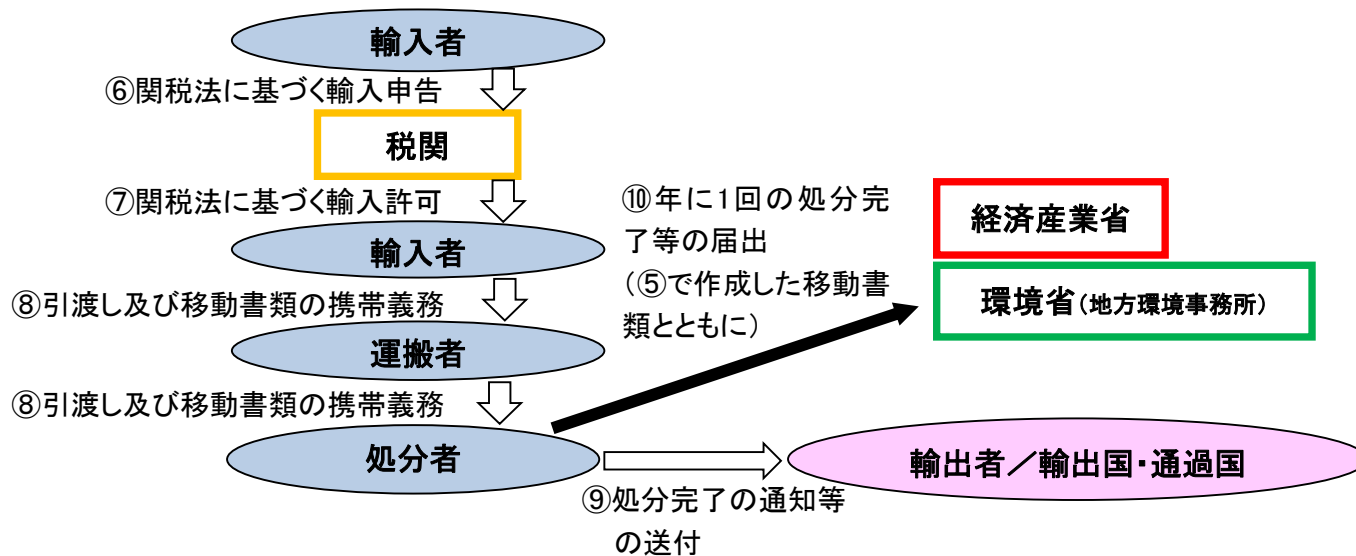 輸入者
⑥関税法に基づく輸入申告
税関
⑦関税法に基づく輸入許可
輸入者
⑧引渡し及び移動書類の携帯義務
運搬者
⑧引渡し及び移動書類の携帯義務
処分者
⑩年に1回の処分完
了等の届出
(⑤で作成した移動書
類とともに)
経済産業省
環境省(地方環境事務所)
⑨処分完了の通知等
の送付
輸出者/輸出国・通過国